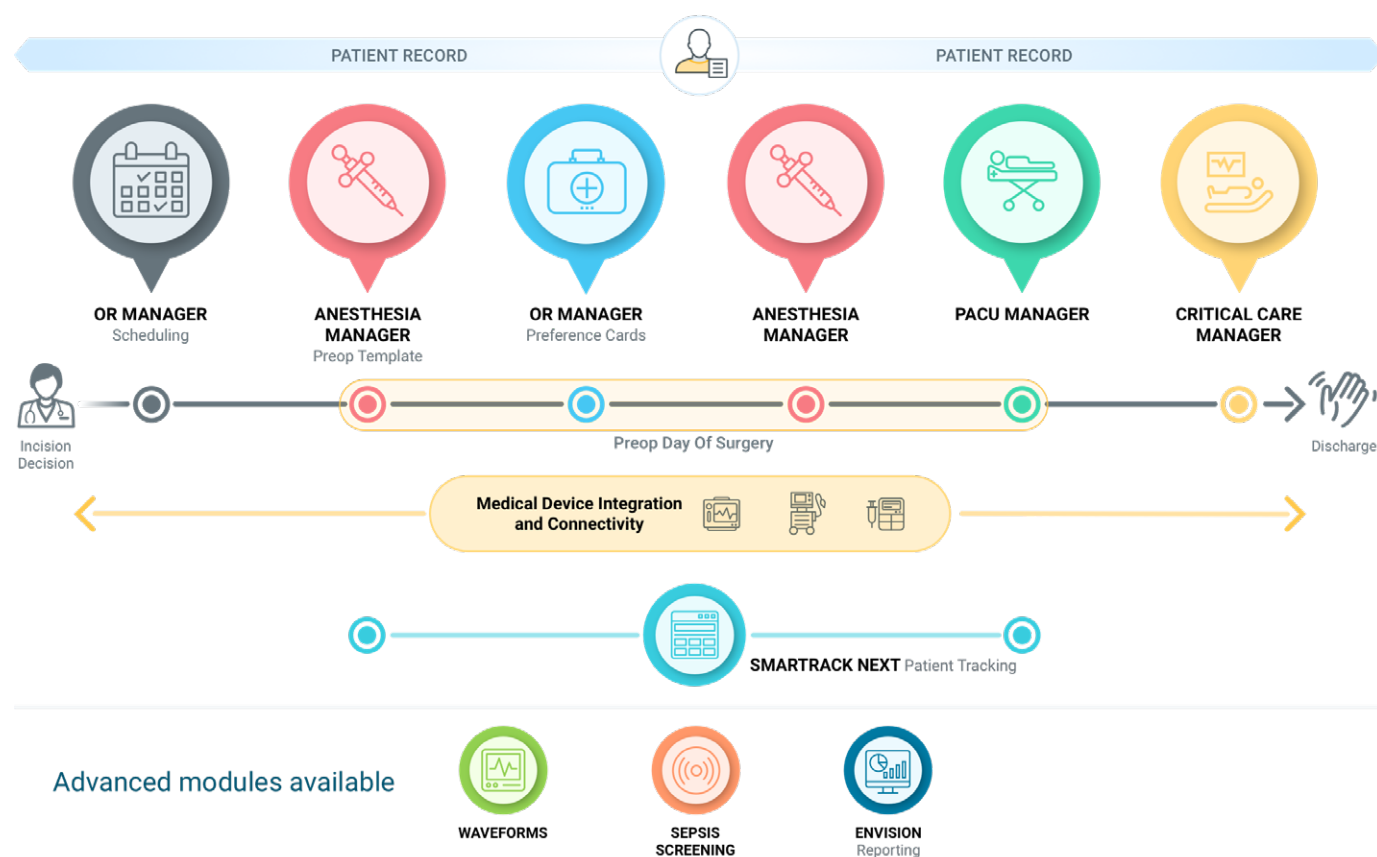 PATIENT RECORD
PATIENT RECORD
OR MANAGER
Scheduling
ANESTHESIA
MANAGER
Preop Template
OR MANAGER
Preference Cards
ANESTHESIA
MANAGER
PACU MANAGER
CRITICAL CARE
MANAGER
Incision
Decision
Preop Day Of Surgery
Discharge
Medical Device Integration
and Connectivity
SMARTRACK NEXT Patient Tracking
Advanced modules available
WAVEFORMS
SEPSIS
SCREENING
ENVISION
Reporting